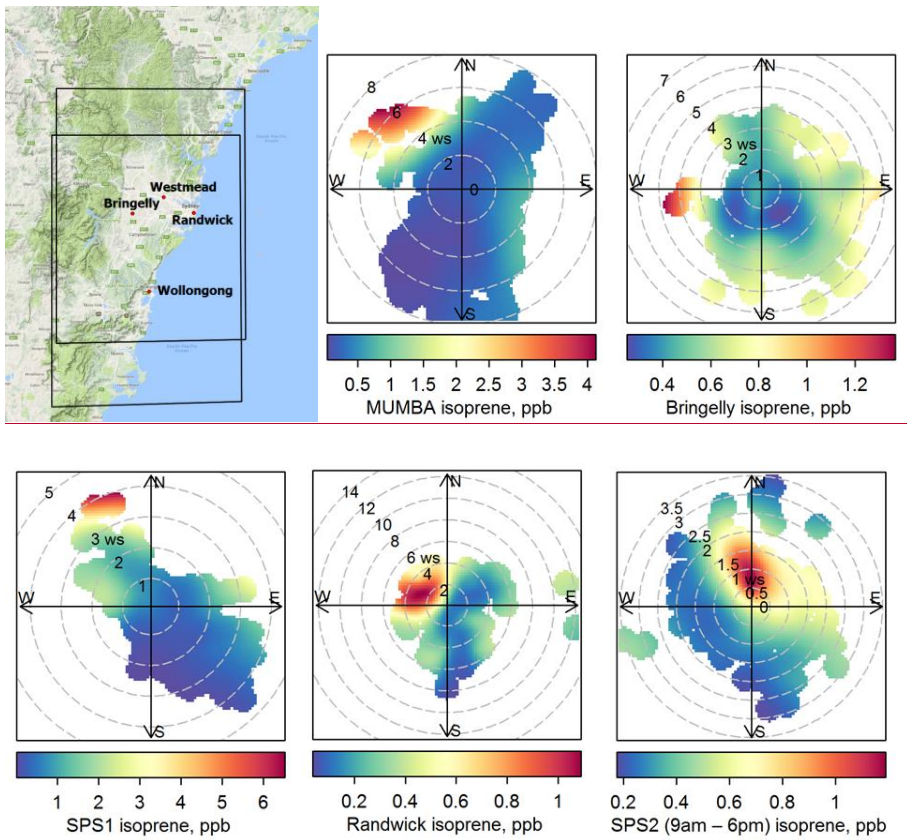 Westmead
Bringelly
Randwick
Wollongong
N
8
6
4 ws
2
0
W
E
S
0.5 1 1.5 2 2.5 3 3.5 4
MUMBA isoprene, ppb
N
7
6
5
4
3 ws
2
1
W
E
S
0.4 0.6 0.8 1 1.2
Bringelly isoprene, ppb
N
5
4
3 ws
2
1
W
E
S
1 2 3 4 5 6
SPS1 isoprene, ppb
N
14
12
10
8
6 ws
4
2
W
E
S
0.2 0.4 0.6 0.8 1
Randwick isoprene, ppb
N
3.5
3
2.5
2
1.5
1 ws
0.5
0
W
E
S
0.2 0.4 0.6 0.8 1
SPS2 (9am – 6pm) isoprene, ppb